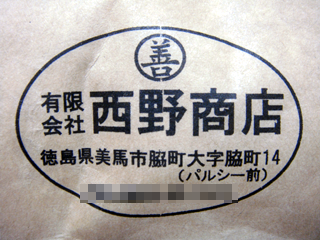 善
有限会社 西野商店
徳島県美馬市脇町大字脇町14
(パルシー前)